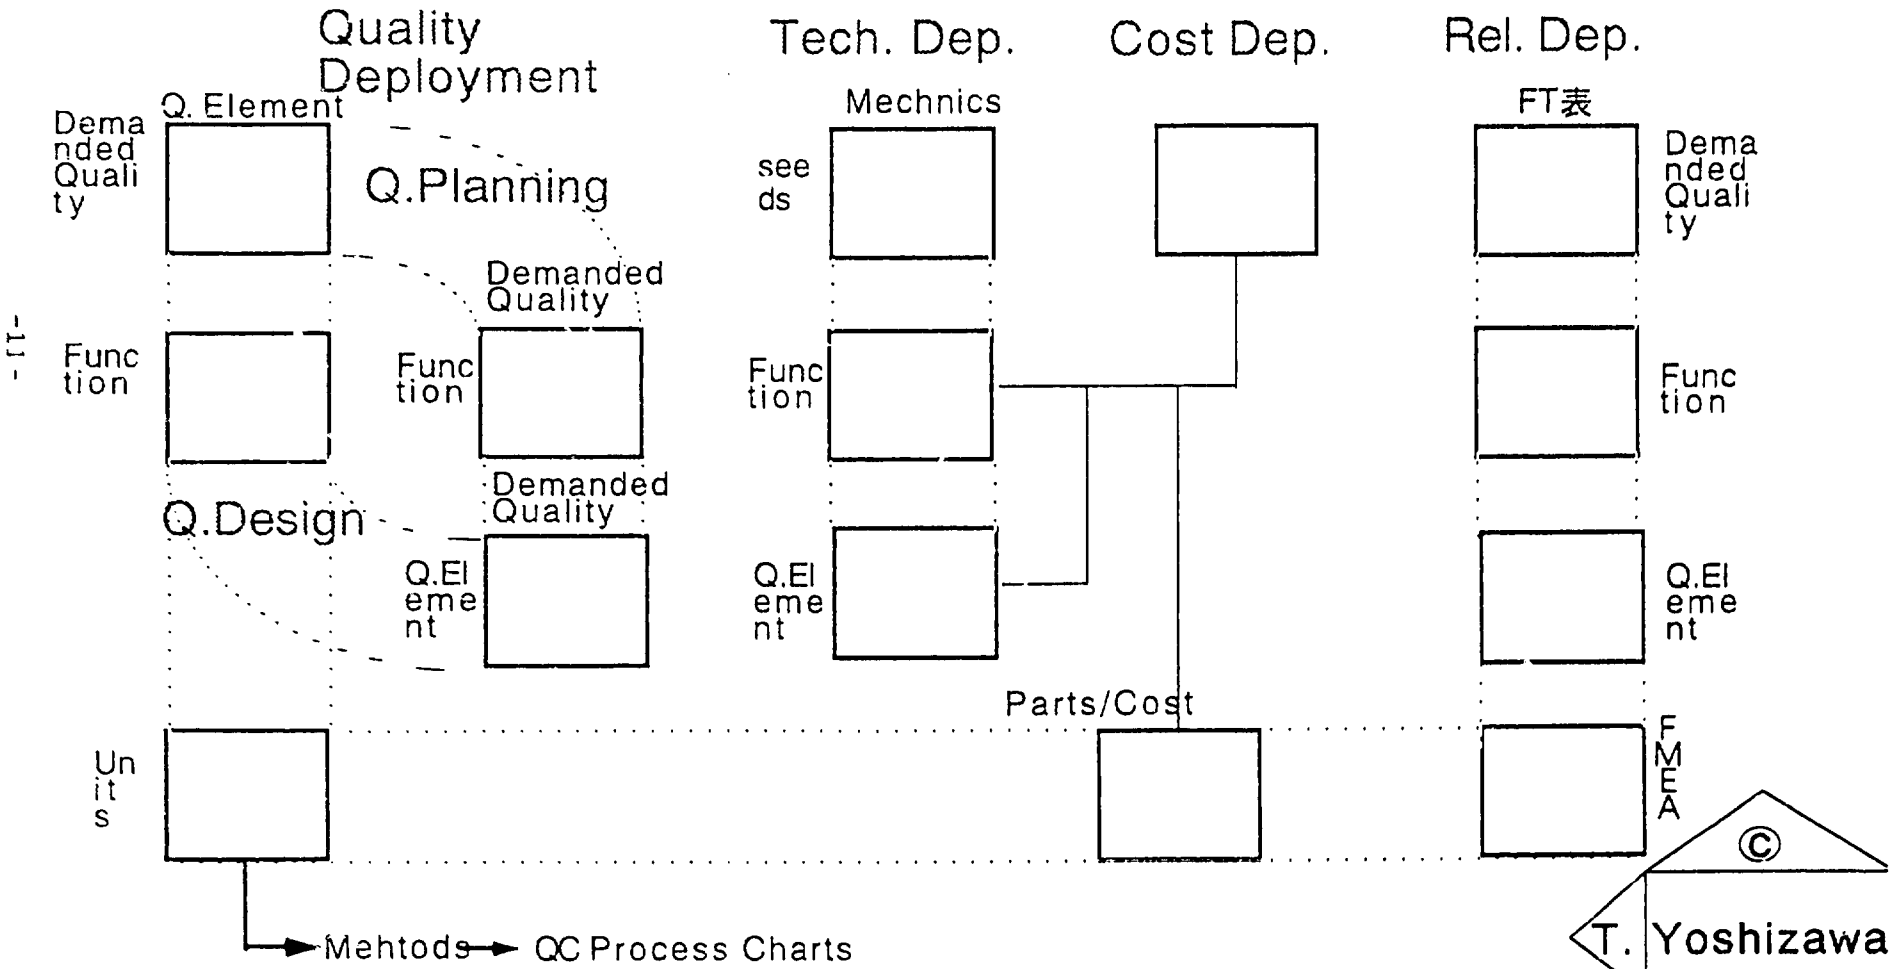 Quality
Deployment
Tech. Dep.
Cost Dep.
Rel. Dep.
Q. Element
Mechnics
FT表
Dema
nded
Quali
ty
Q.Planning
see
ds
Dema
nded
Quali
ty
Demanded
Quality
-11-
Func
tion
Func
tion
Func
tion
Func
tion
Demanded
Quality
Q.Design
Q.El
eme
nt
Q.El
eme
nt
Q.El
eme
nt
Parts/Cost
Un
it
s
F
M
E
A
©
Mehtods
QC Process Charts
T. Yoshizawa